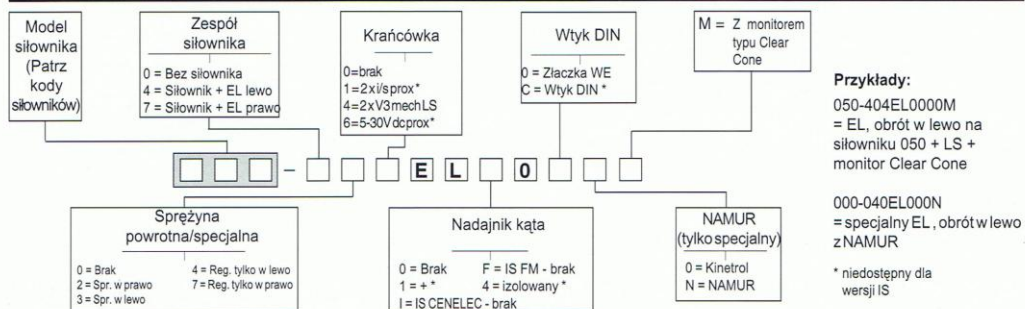 Model
siłownika
(Patrz
kody
siłowników)
Zespół
siłownika
0 = Bez siłownika
4 = Siłownik + EL lewo
7 = Siłownik + EL prawo
Krańcówka
0=brak
1=2xi/sprox*
4=2xV3mechLS
6=5-30Vdcprox*
Wtyk DIN
0 = Złaczka WE
C = Wtyk DIN *
M = Z monitorem
typu Clear
Cone
– E L 0
Sprężyna
powrotna/specjalna
0 = Brak
2 = Spr. w prawo
3 = Spr. w lewo
4 = Reg. tylko w lewo
7 = Reg. tylko w prawo
Nadajnik kąta
0 = Brak
1 = + *
I = IS CENELEC - brak
F = IS FM - brak
4 = izolowany *
NAMUR
(tylko specjalny)
0 = Kinetrol
N = NAMUR
Przykłady:
050-404EL0000M
= EL, obrót w lewo na
siłowniku 050 + LS +
monitor Clear Cone
000-040EL000N
= specjalny EL, obrót w lewo
z NAMUR
* niedostępny dla
wersji IS